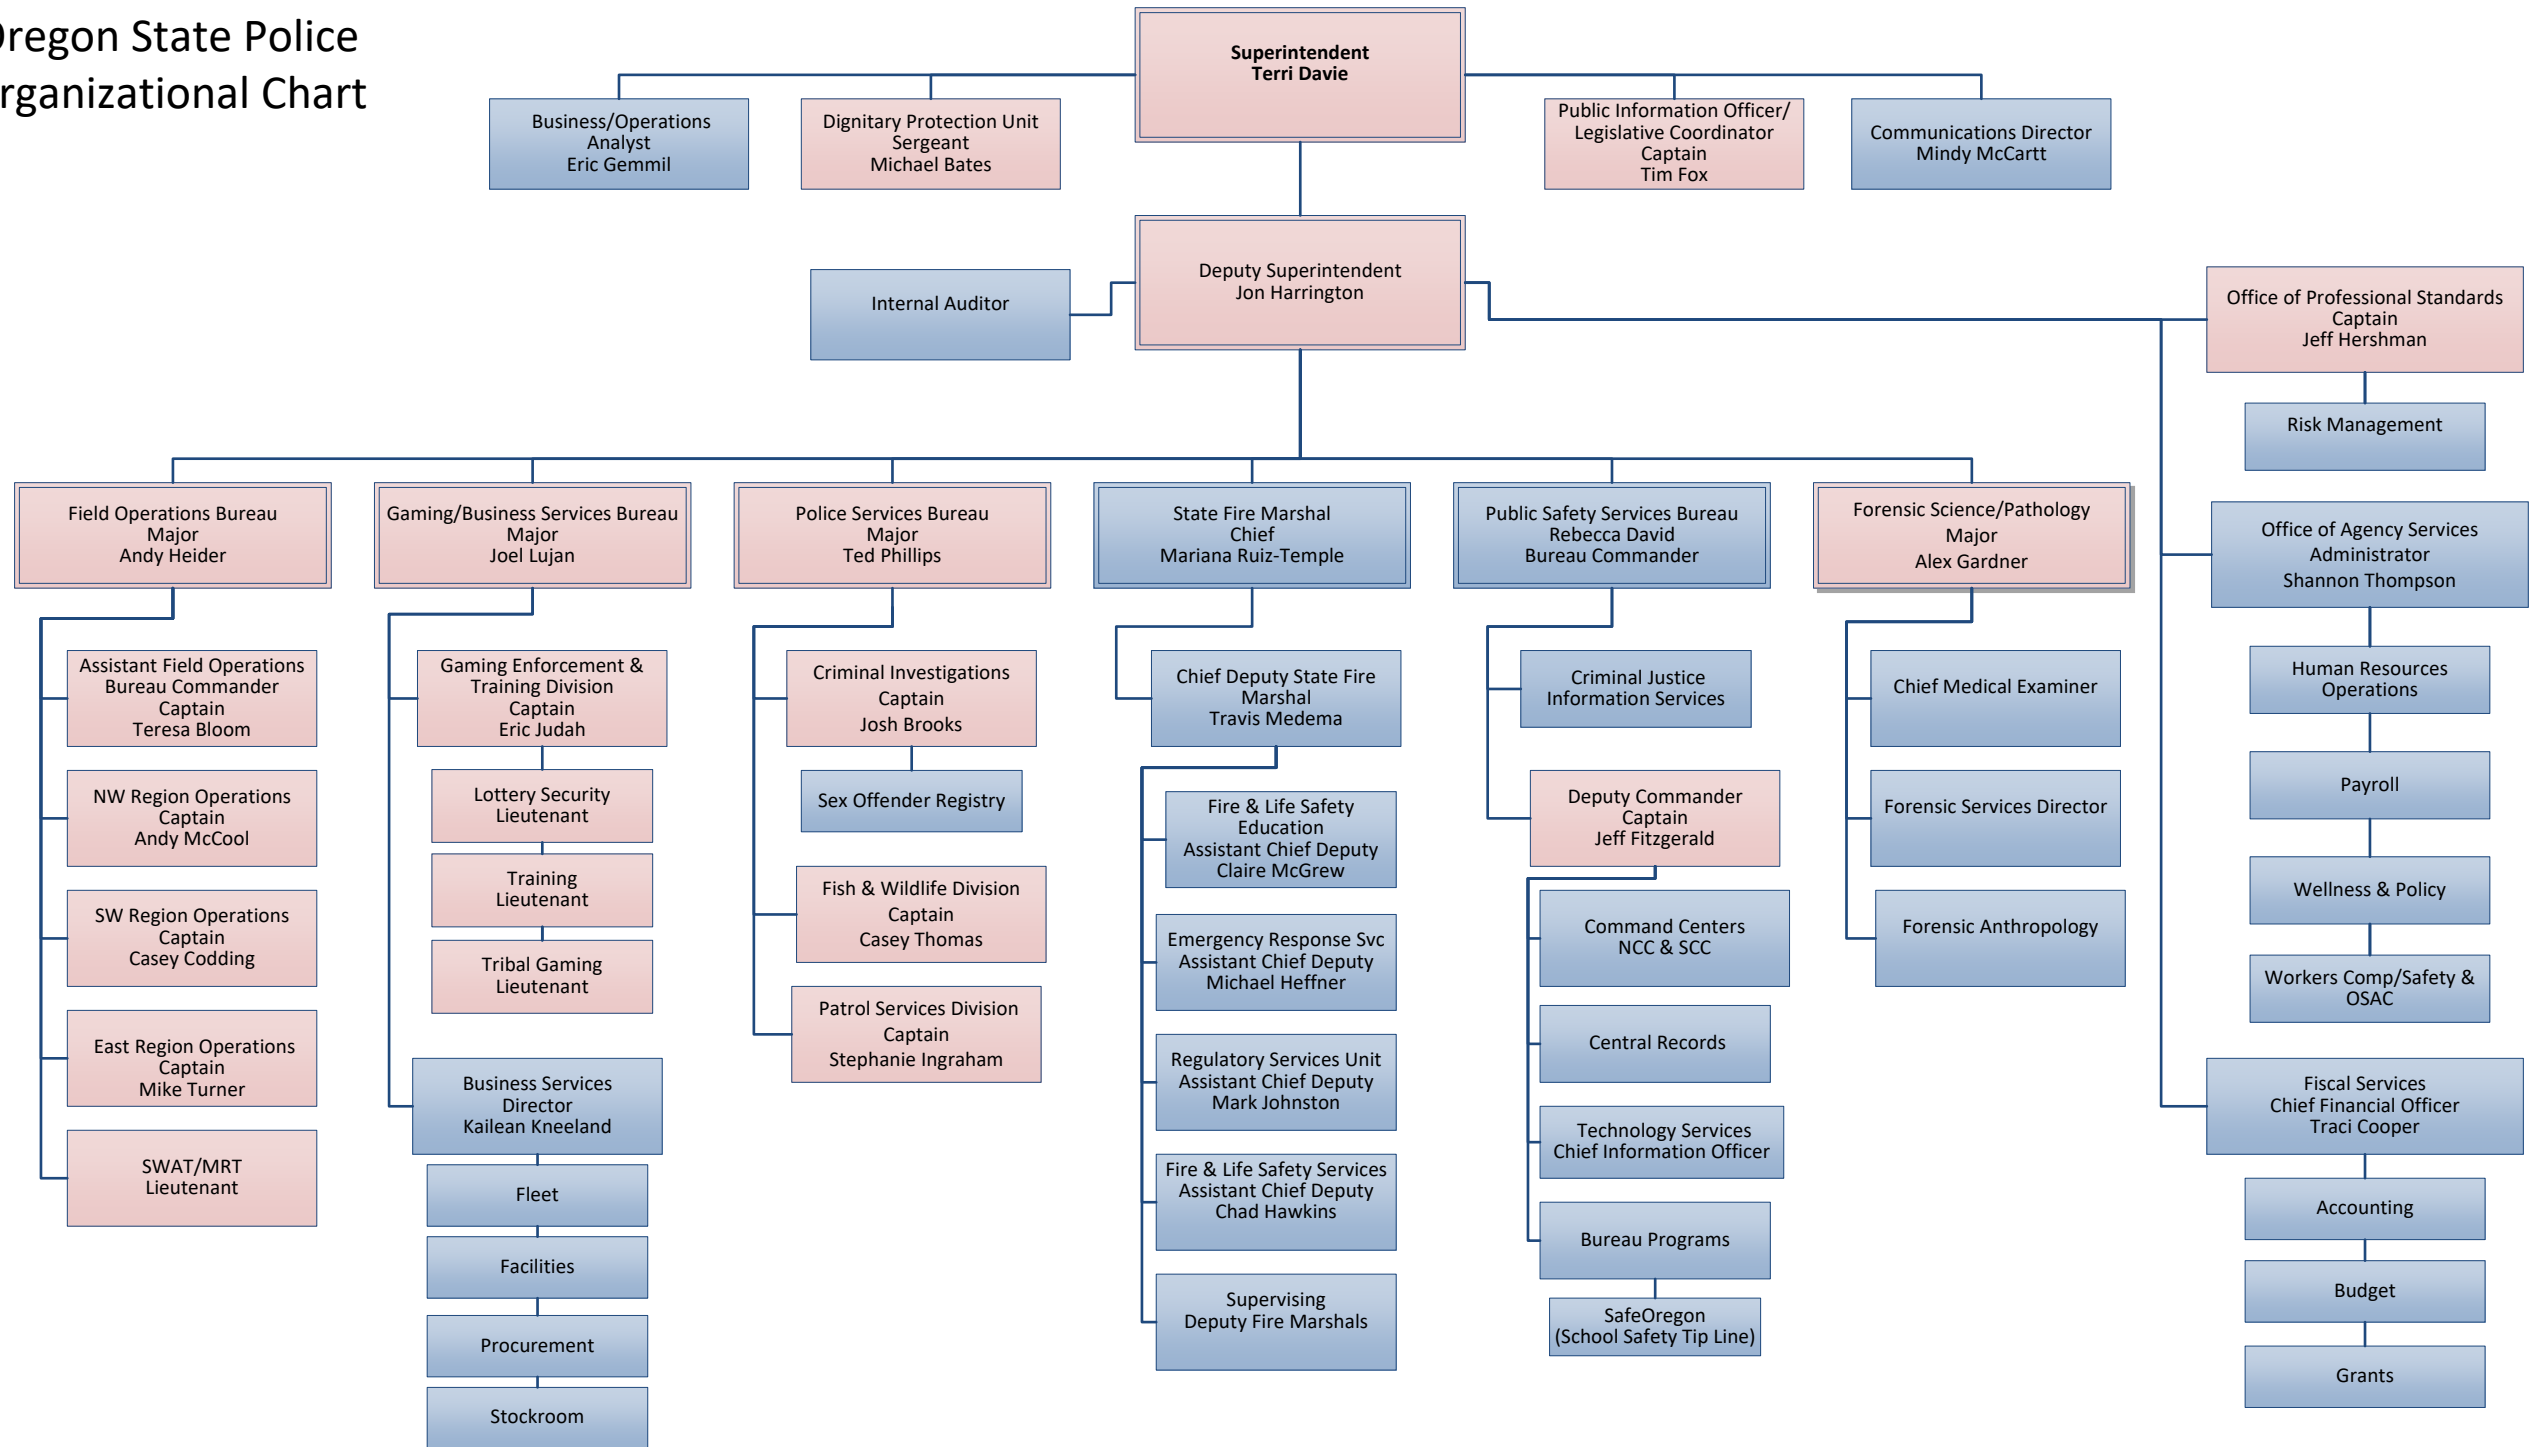 Oregon State Police
Organizational Chart
Superintendent
Terri Davie
Business/Operations
Analyst
Eric Gemmil
Dignitary Protection Unit
Sergeant
Michael Bates
Public Information Officer/
Legislative Coordinator
Captain
Tim Fox
Communications Director
Mindy McCartt
Deputy Superintendent
Jon Harrington
Internal Auditor
Office of Professional Standards
Captain
Jeff Hershman
Risk Management
Field Operations Bureau
Major
Andy Heider
Gaming/Business Services Bureau
Major
Joel Lujan
Police Services Bureau
Major
Ted Phillips
State Fire Marshal
Chief
Mariana Ruiz-Temple
Public Safety Services Bureau
Rebecca David
Bureau Commander
Forensic Science/Pathology
Major
Alex Gardner
Office of Agency Services
Administrator
Shannon Thompson
Assistant Field Operations
Bureau Commander
Captain
Teresa Bloom
NW Region Operations
Captain
Andy McCool
SW Region Operations
Captain
Casey Codding
East Region Operations
Captain
Mike Turner
SWAT/MRT
Lieutenant
Gaming Enforcement &
Training Division
Captain
Eric Judah
Lottery Security
Lieutenant
Training
Lieutenant
Tribal Gaming
Lieutenant
Business Services
Director
Kailean Kneeland
Fleet
Facilities
Procurement
Stockroom
Criminal Investigations
Captain
Josh Brooks
Sex Offender Registry
Fish & Wildlife Division
Captain
Casey Thomas
Patrol Services Division
Captain
Stephanie Ingraham
Chief Deputy State Fire
Marshal
Travis Medema
Fire & Life Safety
Education
Assistant Chief Deputy
Claire McGrew
Emergency Response Svc
Assistant Chief Deputy
Michael Heffner
Regulatory Services Unit
Assistant Chief Deputy
Mark Johnston
Fire & Life Safety Services
Assistant Chief Deputy
Chad Hawkins
Supervising
Deputy Fire Marshals
Criminal Justice
Information Services
Deputy Commander
Captain
Jeff Fitzgerald
Command Centers
NCC & SCC
Central Records
Technology Services
Chief Information Officer
Bureau Programs
SafeOregon
(School Safety Tip Line)
Chief Medical Examiner
Forensic Services Director
Forensic Anthropology
Human Resources
Operations
Payroll
Wellness & Policy
Workers Comp/Safety &
OSAC
Fiscal Services
Chief Financial Officer
Traci Cooper
Accounting
Budget
Grants